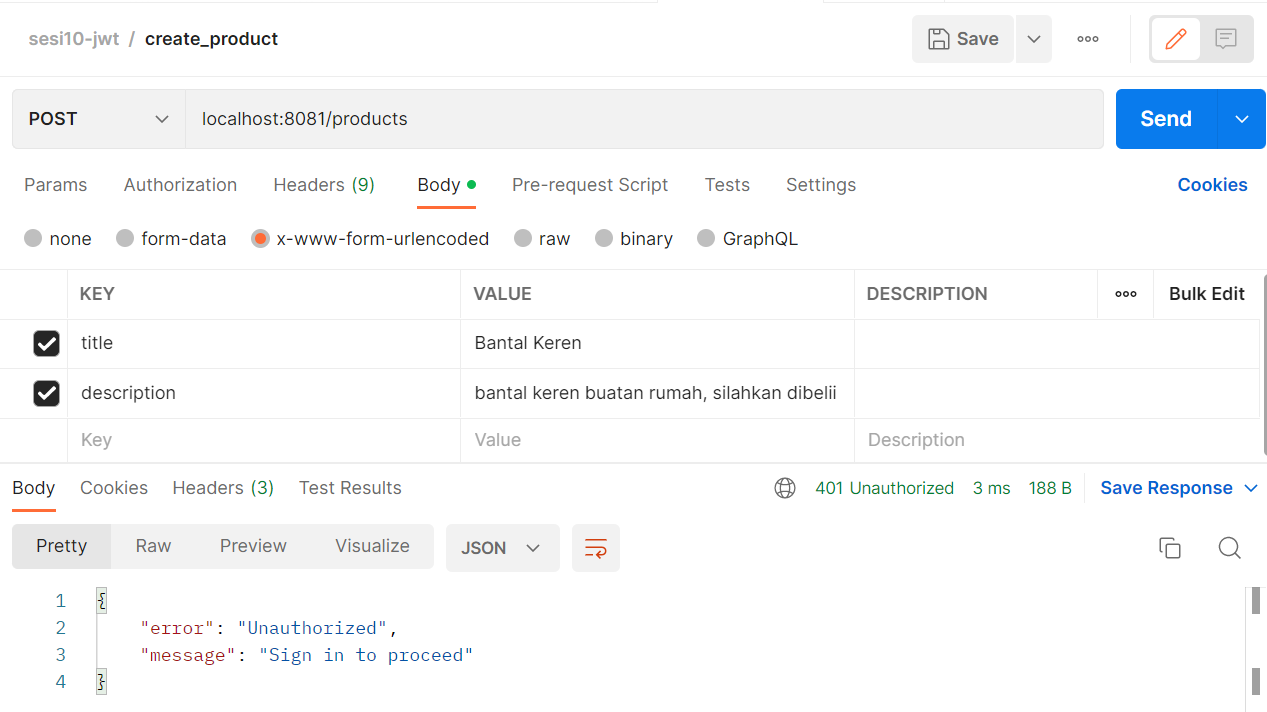 sesi10-jwt / create_product Save ooo
POST localhost:8081/products Send
Params Authorization Headers (9) Body Pre-request Script Tests Settings Cookies
none form-data x-www-form-urlencoded raw binary GraphQL
KEY VALUE DESCRIPTION ooo Bulk Edit
title Bantal Keren
description bantal keren buatan rumah, silahkan dibelii
Key Value Description
Body Cookies Headers (3) Test Results 401 Unauthorized 3 ms 188 B Save Response
Pretty Raw Preview Visualize JSON
1 {
2 "error": "Unauthorized",
3 "message": "Sign in to proceed"
4 }